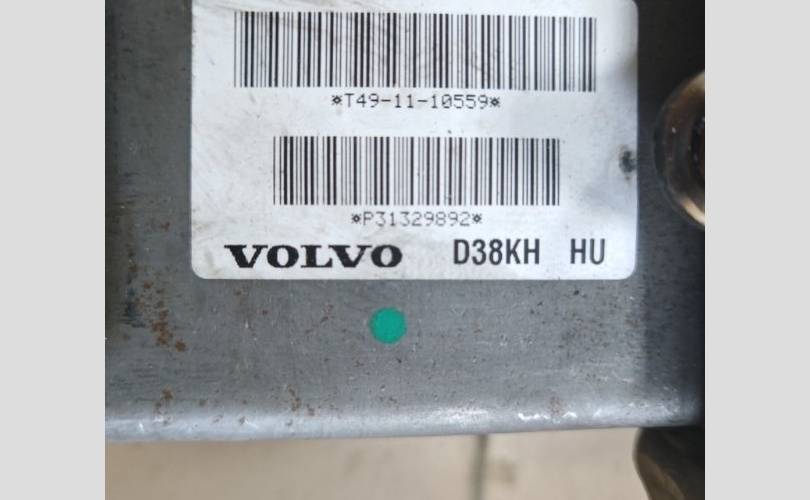 *T49-11-10559*
*P31329892*
VOLVO D38KH HU